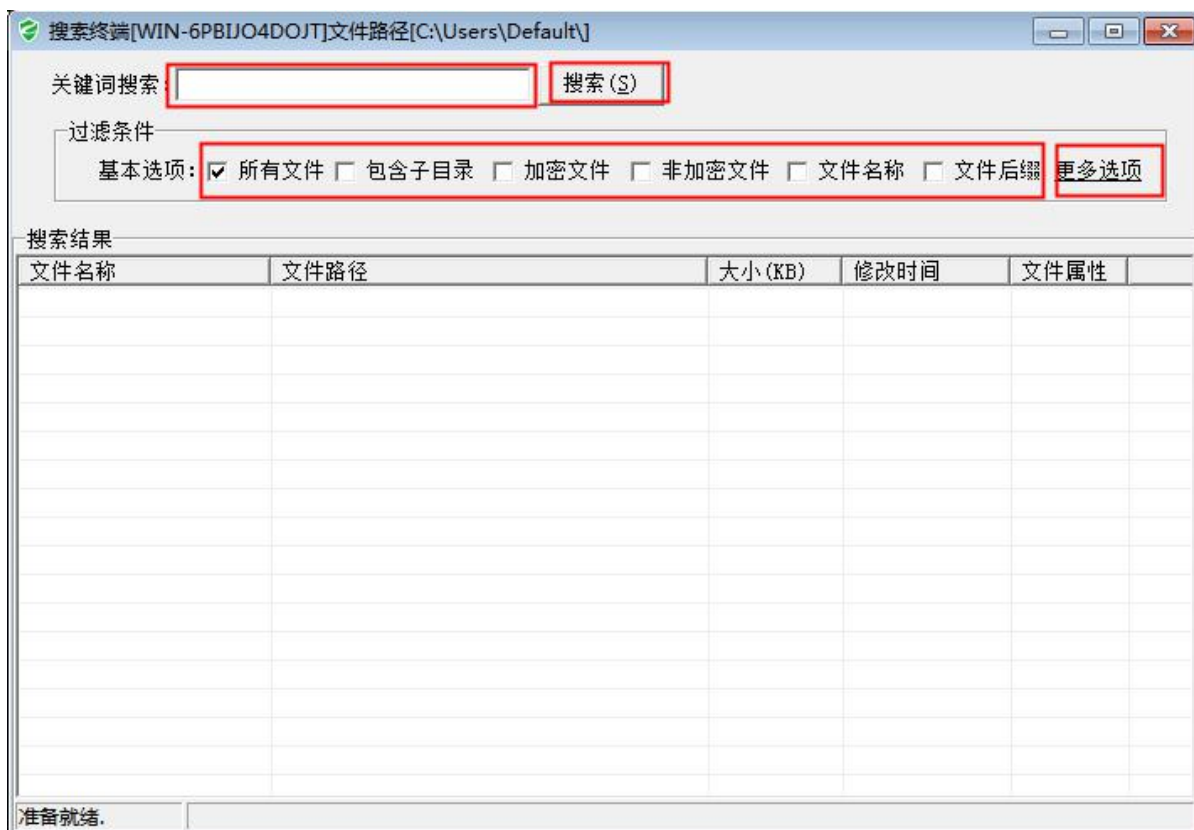 搜索终端[WIN-6PBIJO4DOJT]文件路径[C:\Users\Default\]
关键词搜索: 搜索(S)
过滤条件
基本选项: 所有文件 包含子目录 加密文件 非加密文件 文件名称 文件后缀 更多选项
搜索结果
文件名称 文件路径 大小(KB) 修改时间 文件属性
准备就绪.